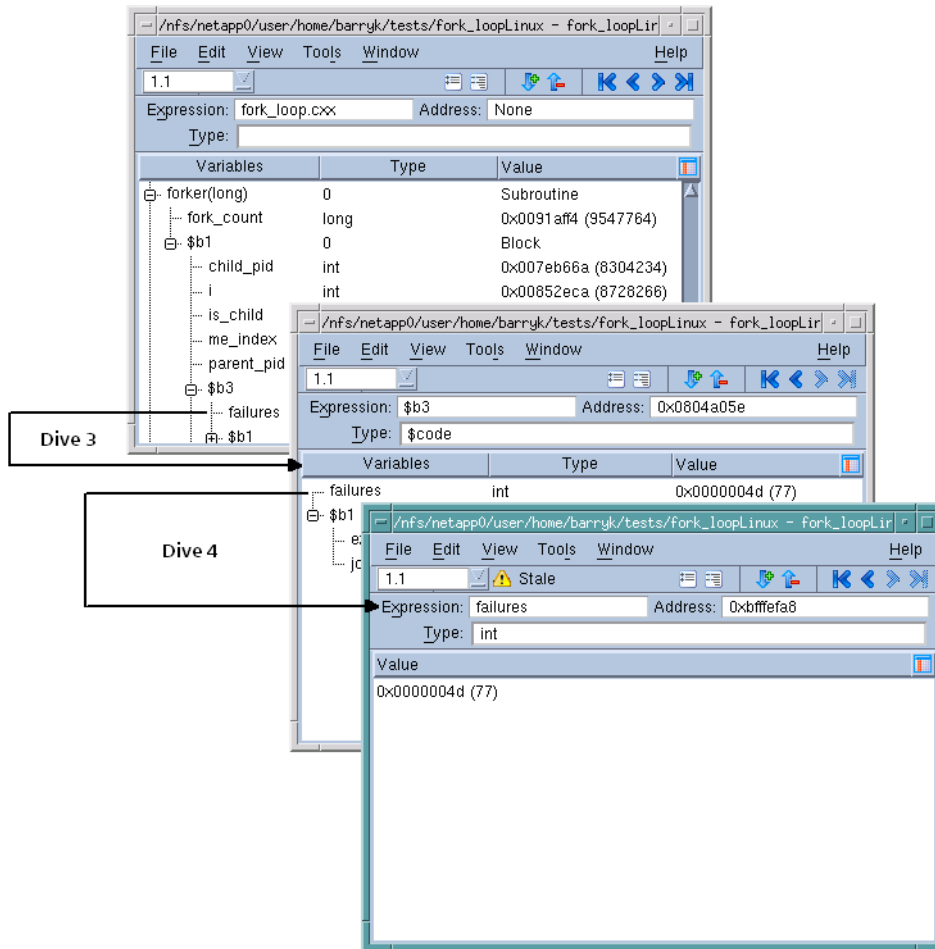 /nfs/netapp0/user/home/barryk/tests/fork_loopLinux - fork_loopLir
File Edit View Tools Window Help
1.1
Expression: fork_loop.cxx Address: None
Type:
Variables Type Value
forker(long) 0 Subroutine
fork_count long 0x0091aff4 (9547764)
$b1 0 Block
child_pid int 0x007eb66a (8304234)
i int 0x00852eca (8728266)
is_child
me_index
parent_pid
$b3
failures
$b1
Dive 3
/nfs/netapp0/user/home/barryk/tests/fork_loopLinux - fork_loopLir
File Edit View Tools Window Help
1.1
Expression: $b3 Address: 0x0804a05e
Type: $code
Variables Type Value
failures int 0x0000004d (77)
$b1
Dive 4
/nfs/netapp0/user/home/barryk/tests/fork_loopLinux - fork_loopLir
File Edit View Tools Window Help
1.1 Stale
Expression: failures Address: 0xbfffefa8
Type: int
Value
0x0000004d (77)